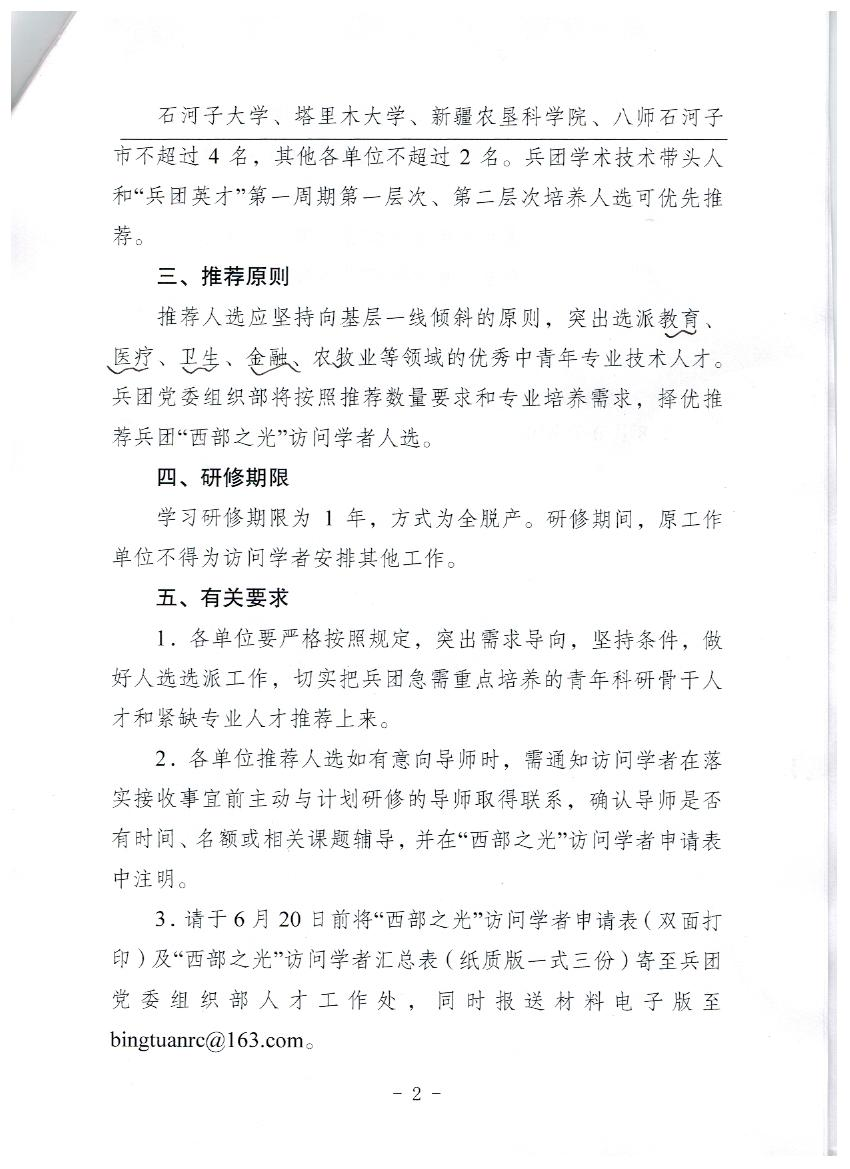 石河子大学、塔里木大学、新疆农垦科学院、八师石河子
市不超过 4 名，其他各单位不超过 2 名。兵团学术技术带头人
和“兵团英才”第一周期第一层次、第二层次培养人选可优先推
荐。
三、推荐原则
推荐人选应坚持向基层一线倾斜的原则，突出选派教育、
医疗、卫生、金融、农牧业等领域的优秀中青年专业技术人才。
兵团党委组织部将按照推荐数量要求和专业培养需求，择优推
荐兵团“西部之光”访问学者人选。
四、研修期限
学习研修期限为 1 年，方式为全脱产。研修期间，原工作
单位不得为访问学者安排其他工作。
五、有关要求
1. 各单位要严格按照规定，突出需求导向，坚持条件，做
好人选选派工作，切实把兵团急需重点培养的青年科研骨干人
才和紧缺专业人才推荐上来。
2. 各单位推荐人选如有意向导师时，需通知访问学者在落
实接收事宜前主动与计划研修的导师取得联系，确认导师是否
有时间、名额或相关课题辅导，并在“西部之光”访问学者申请表
中注明。
3. 请于 6 月 20 日前将“西部之光”访问学者申请表（双面打
印）及“西部之光”访问学者汇总表（纸质版一式三份）寄至兵团
党委组织部人才工作处，同时报送材料电子版至
bingtuanrc@163.com。
- 2 -